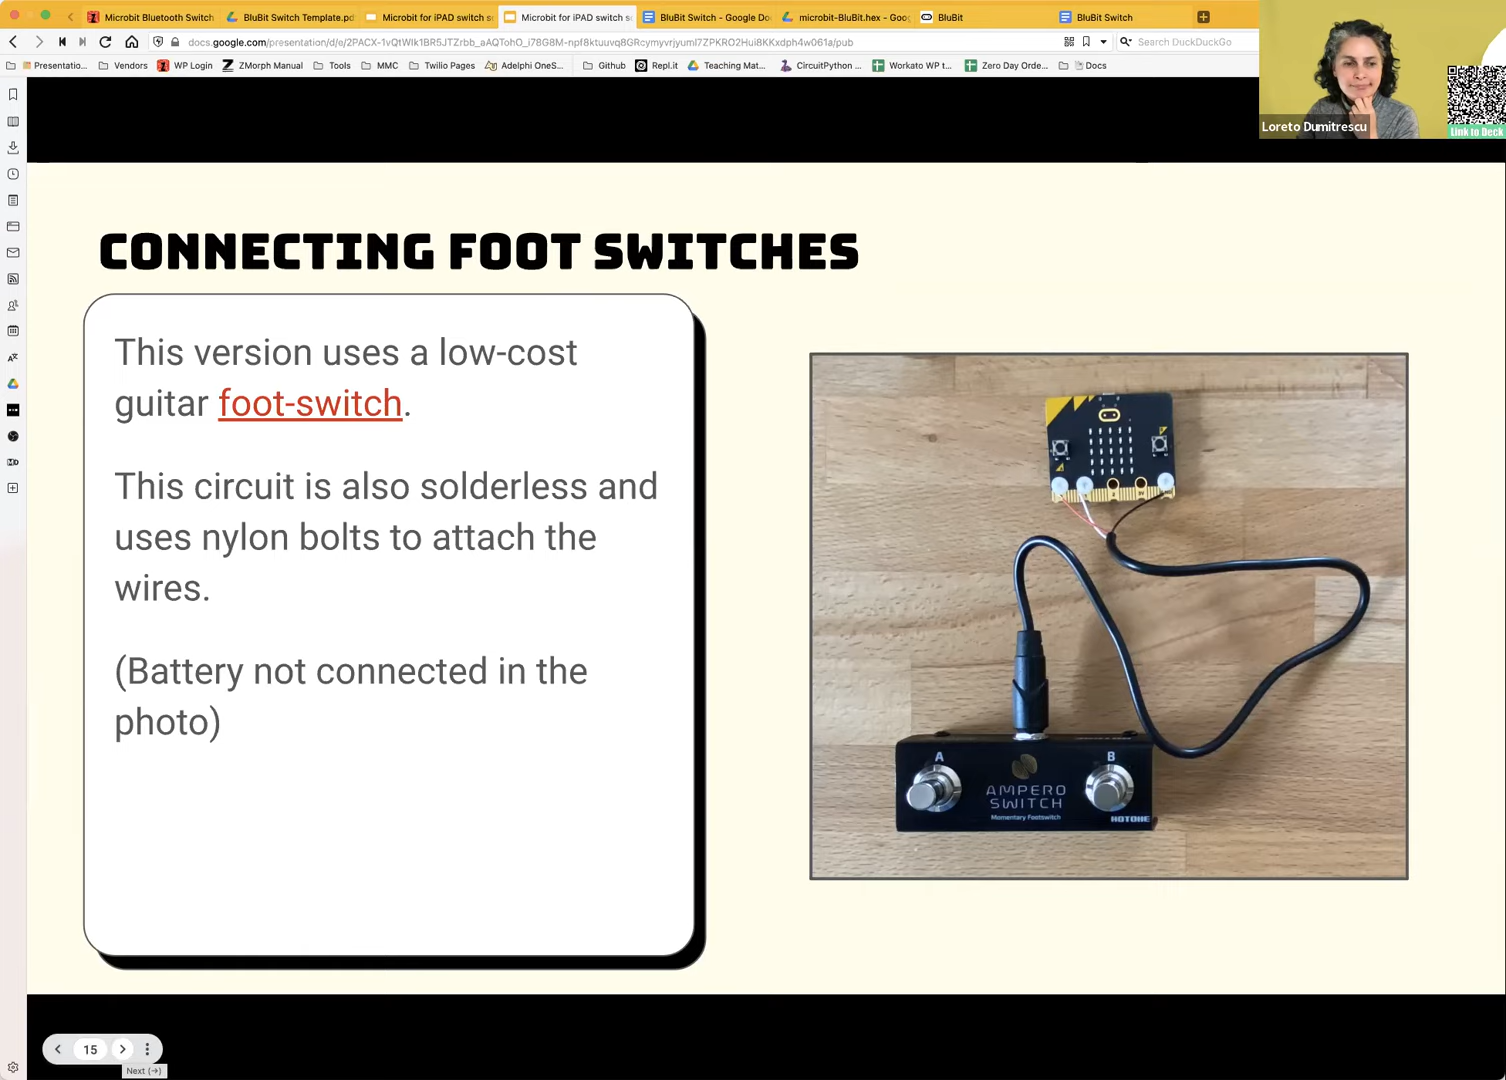 Microbit Bluetooth Switch
BluBit Switch Template.pd
Microbit for iPAD switch sc
Microbit for iPAD switch sc
BluBit Switch - Google Do
microbit-BluBit.hex - Goog
BluBit
BluBit Switch
docs.google.com/presentation/d/e/2PACX-1vQtWIk1BR5JTZrbb_aAQTohO_i78G8M-npf8ktuuvq8GRcymyvrjyumI7ZPKRO2Hui8KKxdph4w061a/pub
Search DuckDuckGo
Presentatio...
Vendors
WP Login
ZMorph Manual
Tools
MMC
Twilio Pages
Adelphi OneS...
Github
Repl.it
Teaching Mat...
CircuitPython ...
Workato WP t...
Zero Day Orde...
Docs
Loreto Dumitrescu
Link to Deck
CONNECTING FOOT SWITCHES
This version uses a low-cost
guitar foot-switch.
This circuit is also solderless and
uses nylon bolts to attach the
wires.
(Battery not connected in the
photo)
A
B
AMPERO
SWITCH
Momentary Footswitch
HOTONE
15
Next (→)